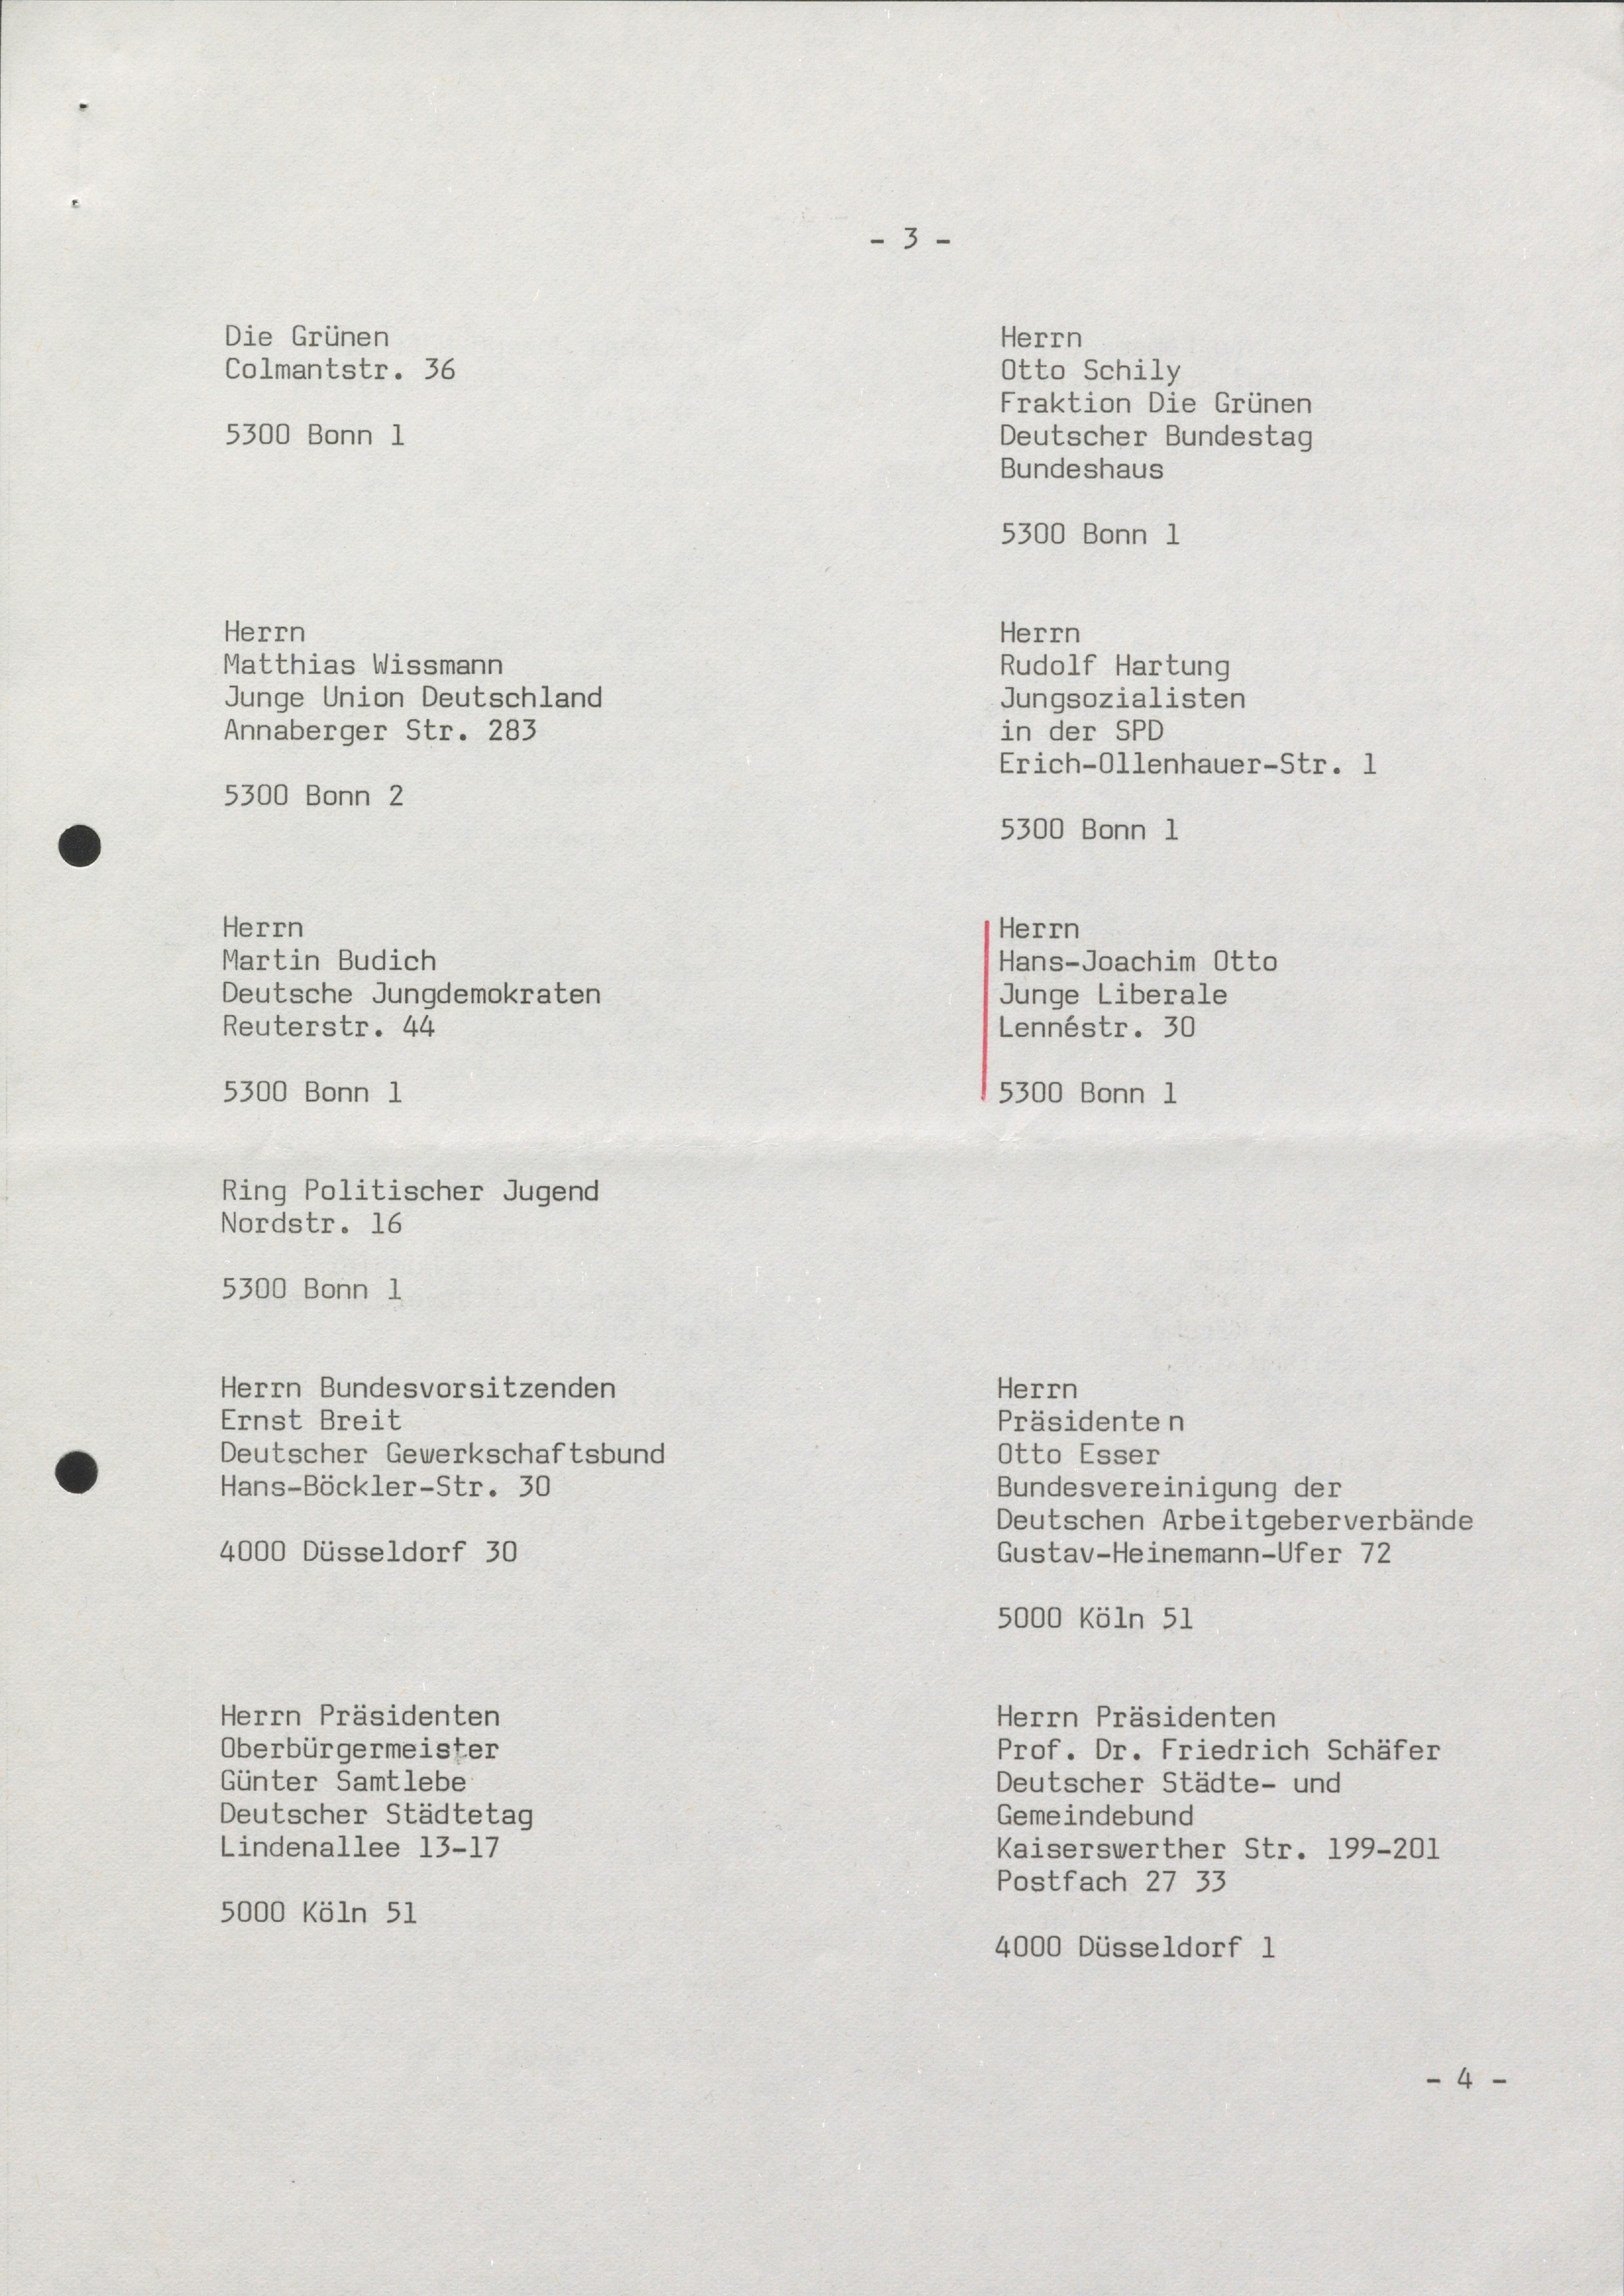 - 3 -
Die Grünen
Colmantstr. 36
5300 Bonn 1
Herrn
Otto Schily
Fraktion Die Grünen
Deutscher Bundestag
Bundeshaus
5300 Bonn 1
Herrn
Matthias Wissmann
Junge Union Deutschland
Annaberger Str. 283
5300 Bonn 2
Herrn
Rudolf Hartung
Jungsozialisten
in der SPD
Erich-Ollenhauer-Str. 1
5300 Bonn 1
Herrn
Martin Budich
Deutsche Jungdemokraten
Reuterstr. 44
5300 Bonn 1
Herrn
Hans-Joachim Otto
Junge Liberale
Lennéstr. 30
5300 Bonn 1
Ring Politischer Jugend
Nordstr. 16
5300 Bonn 1
Herrn Bundesvorsitzenden
Ernst Breit
Deutscher Gewerkschaftsbund
Hans-Böckler-Str. 30
4000 Düsseldorf 30
Herrn
Präsidenten
Otto Esser
Bundesvereinigung der
Deutschen Arbeitgeberverbände
Gustav-Heinemann-Ufer 72
5000 Köln 51
Herrn Präsidenten
Oberbürgermeister
Günter Samtlebe
Deutscher Städtetag
Lindenallee 13-17
5000 Köln 51
Herrn Präsidenten
Prof. Dr. Friedrich Schäfer
Deutscher Städte- und
Gemeindebund
Kaiserswerther Str. 199-201
Postfach 27 33
4000 Düsseldorf 1
- 4 -